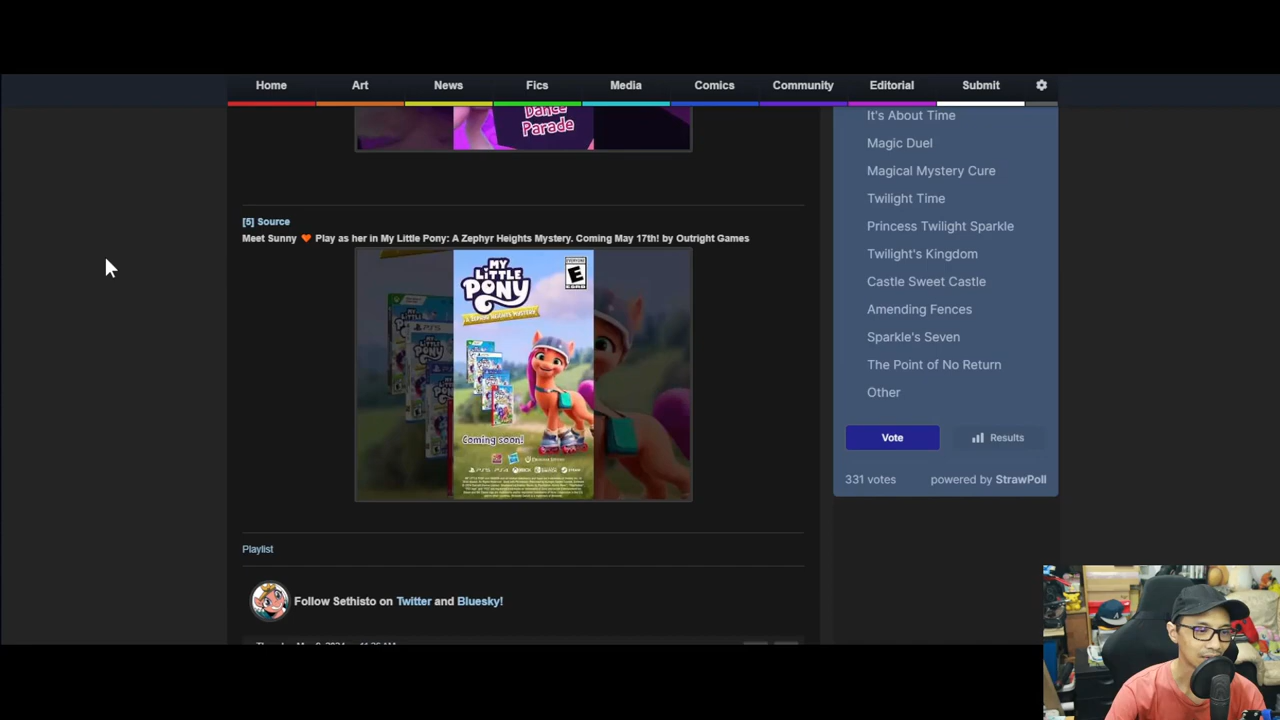 Home
Art
News
Fics
Media
Comics
Community
Editorial
Submit
Dance
Parade
[5] Source
Meet Sunny ❤ Play as her in My Little Pony: A Zephyr Heights Mystery. Coming May 17th! by Outright Games
MY
LITTLE
PONY
A ZEPHYR HEIGHTS MYSTERY
EVERYONE
E
Coming soon!
PS5
PS4
XBOX
Playlist
Follow Sethisto on Twitter and Bluesky!
It's About Time
Magic Duel
Magical Mystery Cure
Twilight Time
Princess Twilight Sparkle
Twilight's Kingdom
Castle Sweet Castle
Amending Fences
Sparkle's Seven
The Point of No Return
Other
Vote
Results
331 votes
powered by StrawPoll